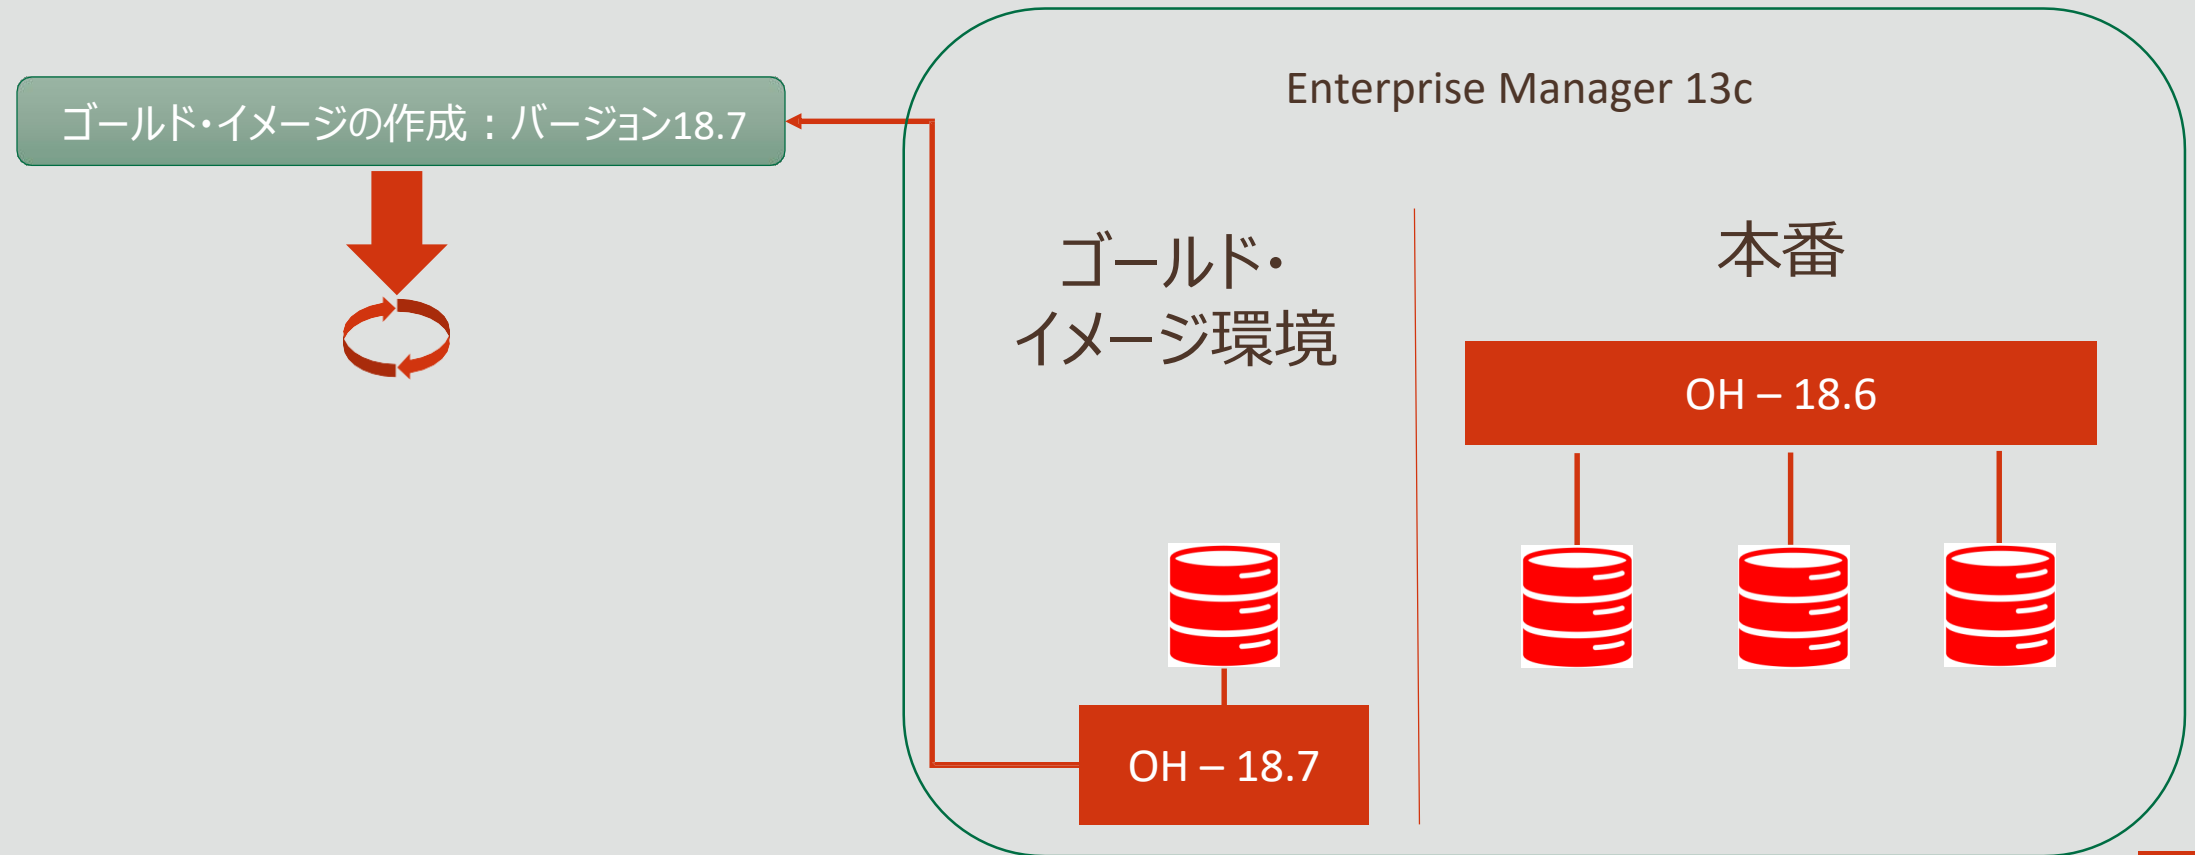 Enterprise Manager 13c
ゴールド・イメージの作成：バージョン18.7
ゴールド・
イメージ環境
本番
OH – 18.6
OH – 18.7